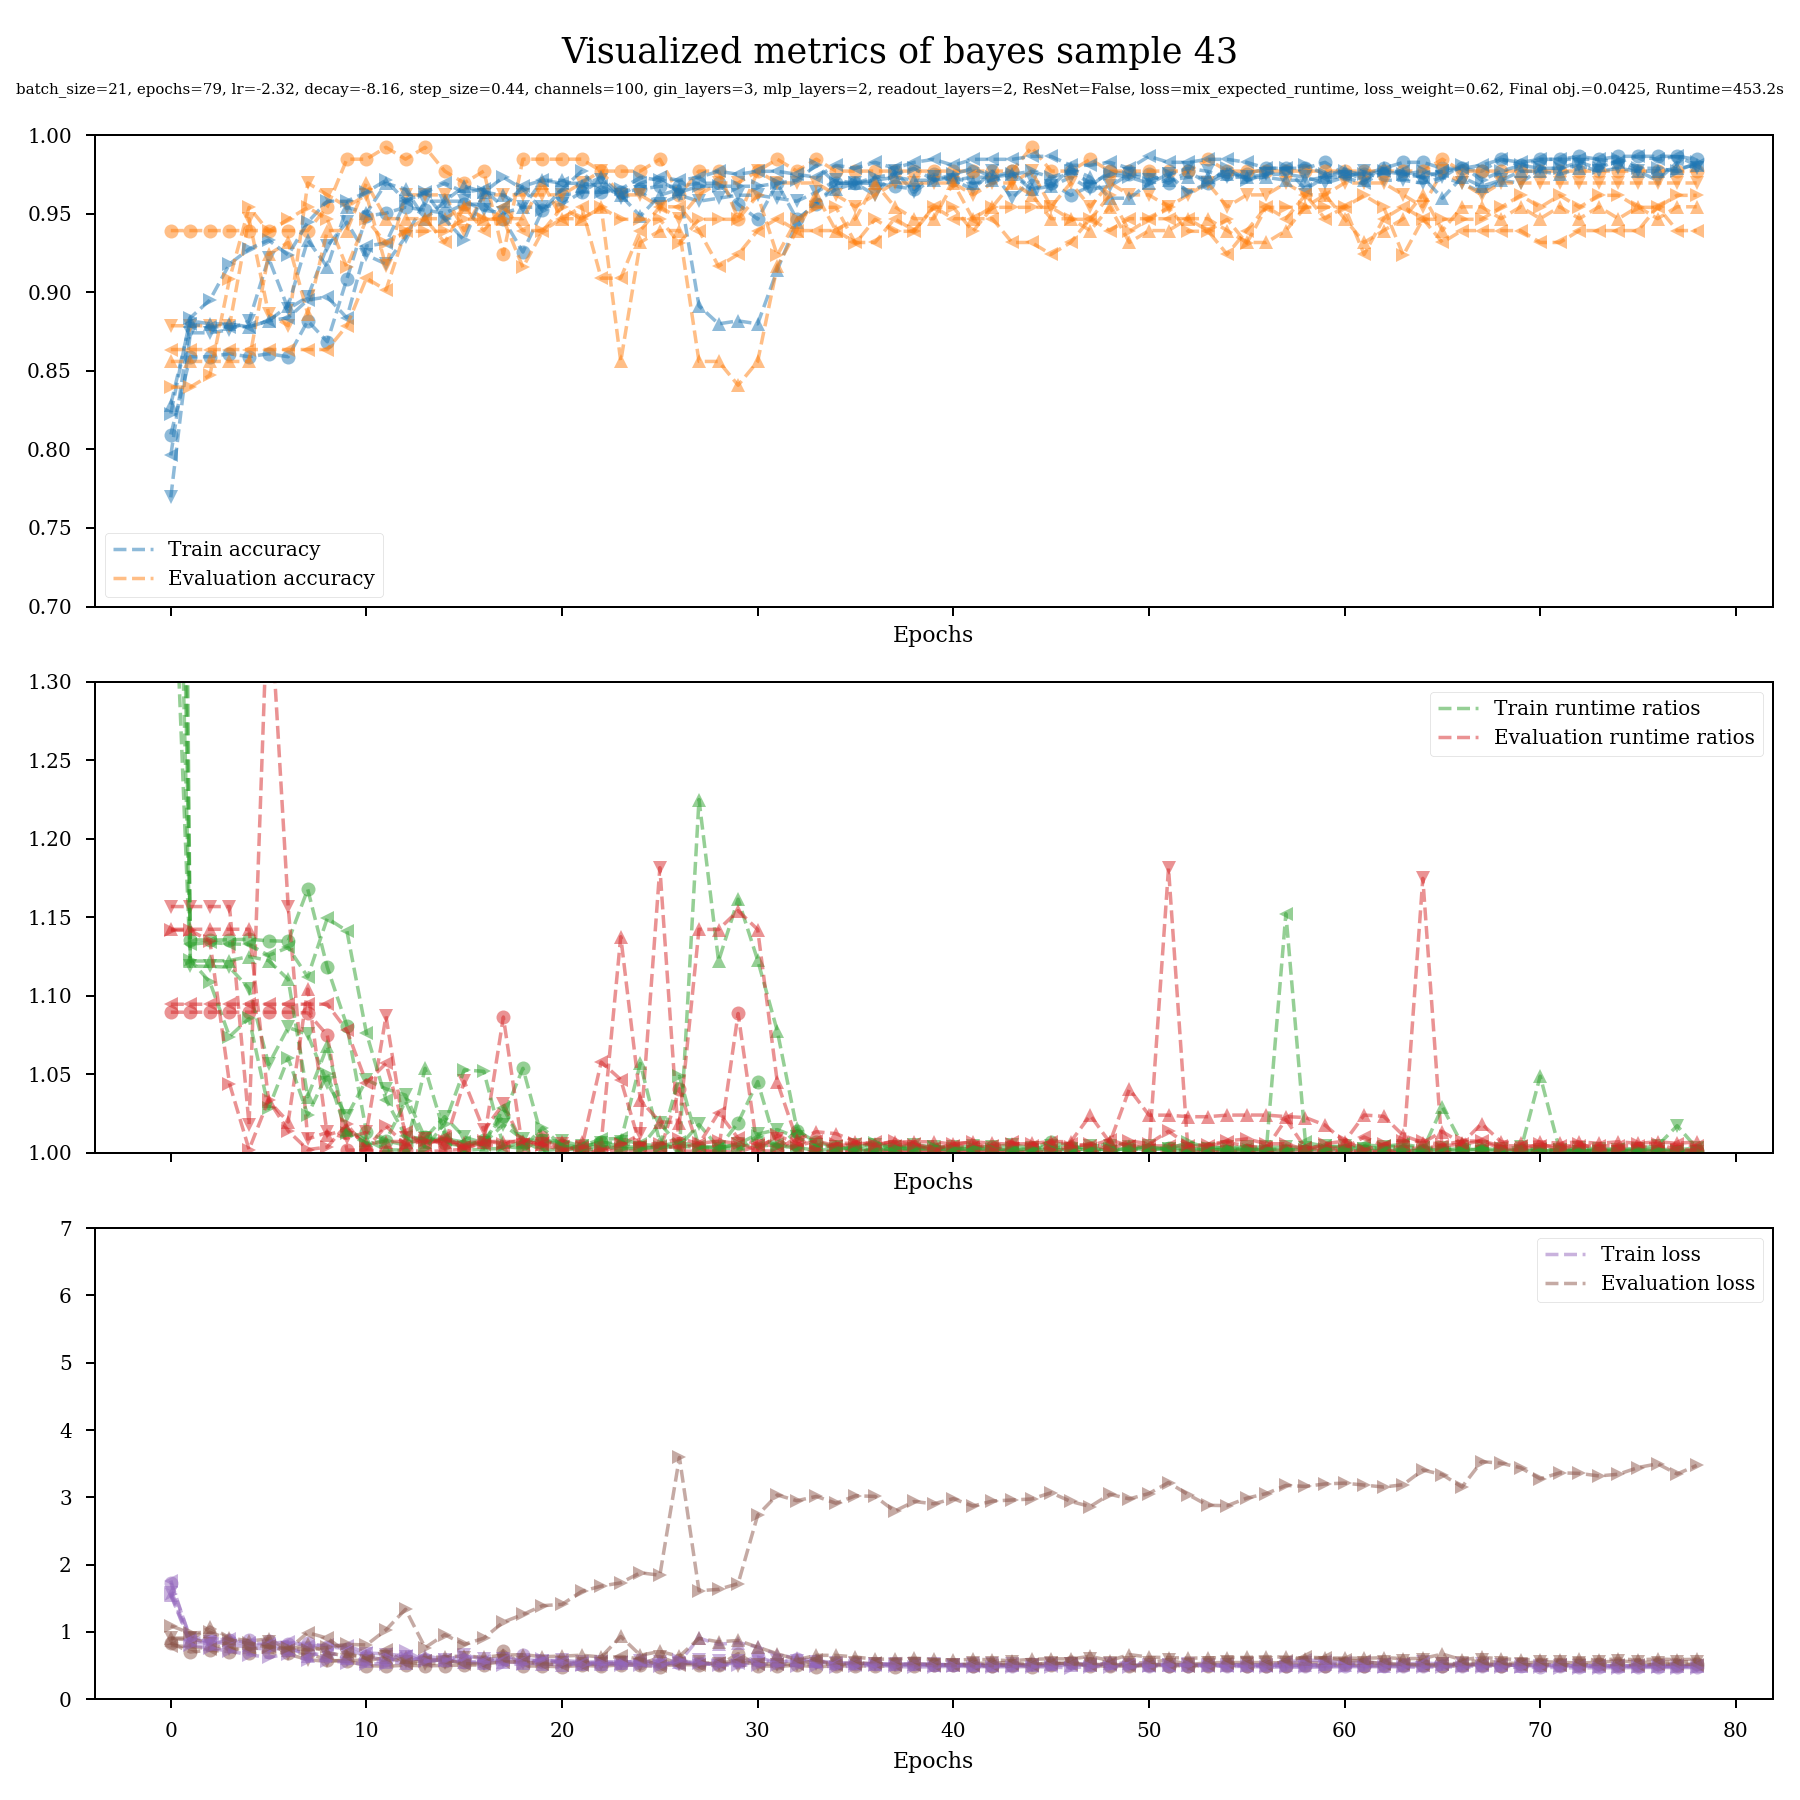 Visualized metrics of bayes sample 43
batch_size=21, epochs=79, lr=-2.32, decay=-8.16, step_size=0.44, channels=100, gin_layers=3, mlp_layers=2, readout_layers=2, ResNet=False, loss=mix_expected_runtime, loss_weight=0.62, Final obj.=0.0425, Runtime=453.2s
1.00
0.95
0.90
0.85
0.80
0.75
0.70
Train accuracy
Evaluation accuracy
Epochs
1.30
1.25
1.20
1.15
1.10
1.05
1.00
Train runtime ratios
Evaluation runtime ratios
Epochs
7
6
5
4
3
2
1
0
Train loss
Evaluation loss
0 10 20 30 40 50 60 70 80
Epochs